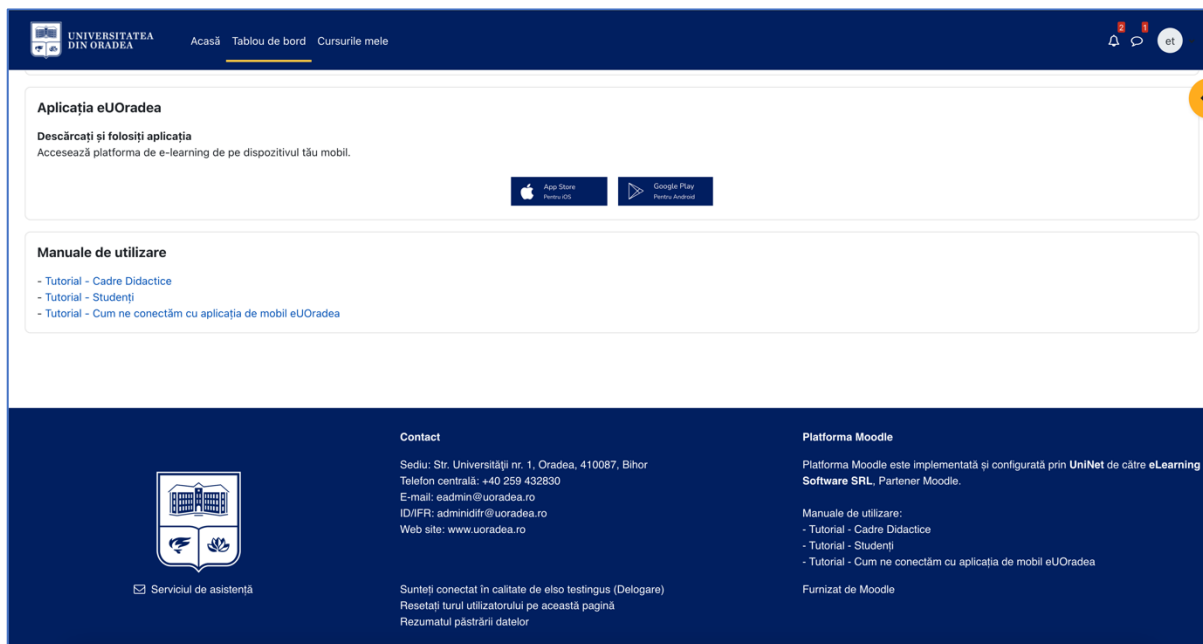 UNIVERSITATEA
DIN ORADEA
Acasă Tablou de bord Cursurile mele
2 1
et
Aplicația eUOradea
Descărcați și folosiți aplicația
Accesează platforma de e-learning de pe dispozitivul tău mobil.
App Store
Pentru iOS
Google Play
Pentru Android
Manuale de utilizare
- Tutorial - Cadre Didactice
- Tutorial - Studenți
- Tutorial - Cum ne conectăm cu aplicația de mobil eUOradea
Serviciul de asistență
Contact
Sediu: Str. Universităţii nr. 1, Oradea, 410087, Bihor
Telefon centrală: +40 259 432830
E-mail: eadmin@uoradea.ro
ID/IFR: adminidifr@uoradea.ro
Web site: www.uoradea.ro
Sunteți conectat în calitate de elso testingus (Delogare)
Resetați turul utilizatorului pe această pagină
Rezumatul păstrării datelor
Platforma Moodle
Platforma Moodle este implementată și configurată prin UniNet de către eLearning
Software SRL, Partener Moodle.
Manuale de utilizare:
- Tutorial - Cadre Didactice
- Tutorial - Studenți
- Tutorial - Cum ne conectăm cu aplicația de mobil eUOradea
Furnizat de Moodle